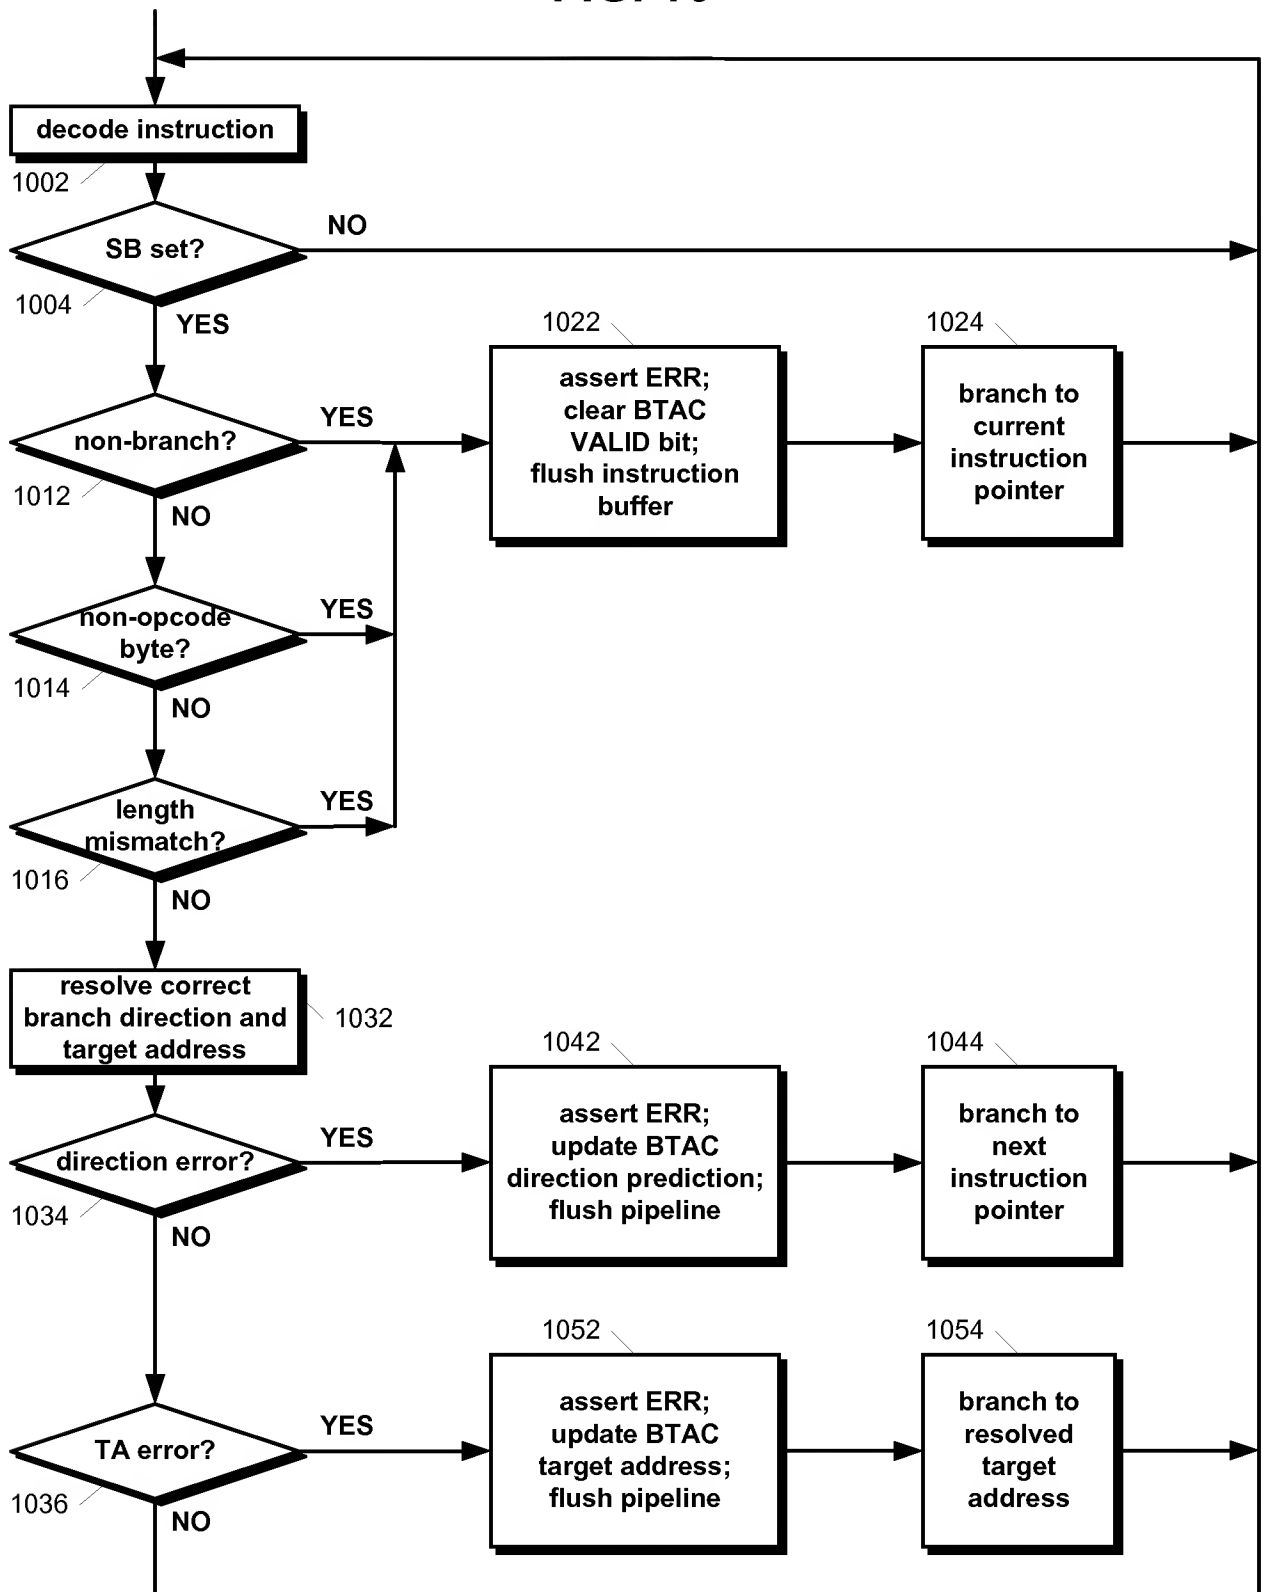 decode instruction
1002
NO
SB set?
1004
YES
1022
1024
assert ERR;
clear BTAC
VALID bit;
flush instruction
buffer
branch to
current
instruction
pointer
YES
non-branch?
1012
NO
YES
non-opcode
byte?
1014
NO
YES
length
mismatch?
1016
NO
resolve correct
branch direction and
target address
1032
1042
1044
YES
direction error?
1034
NO
assert ERR;
update BTAC
direction prediction;
flush pipeline
branch to
next
instruction
pointer
1052
1054
YES
TA error?
1036
NO
assert ERR;
update BTAC
target address;
flush pipeline
branch to
resolved
target
address